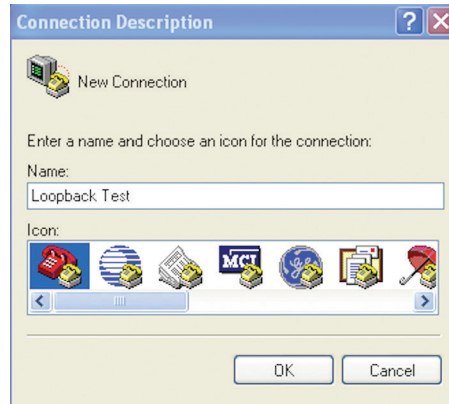 Connection Description
New Connection
Enter a name and choose an icon for the connection:
Name:
Loopback Test
Icon:
MCI
OK
Cancel